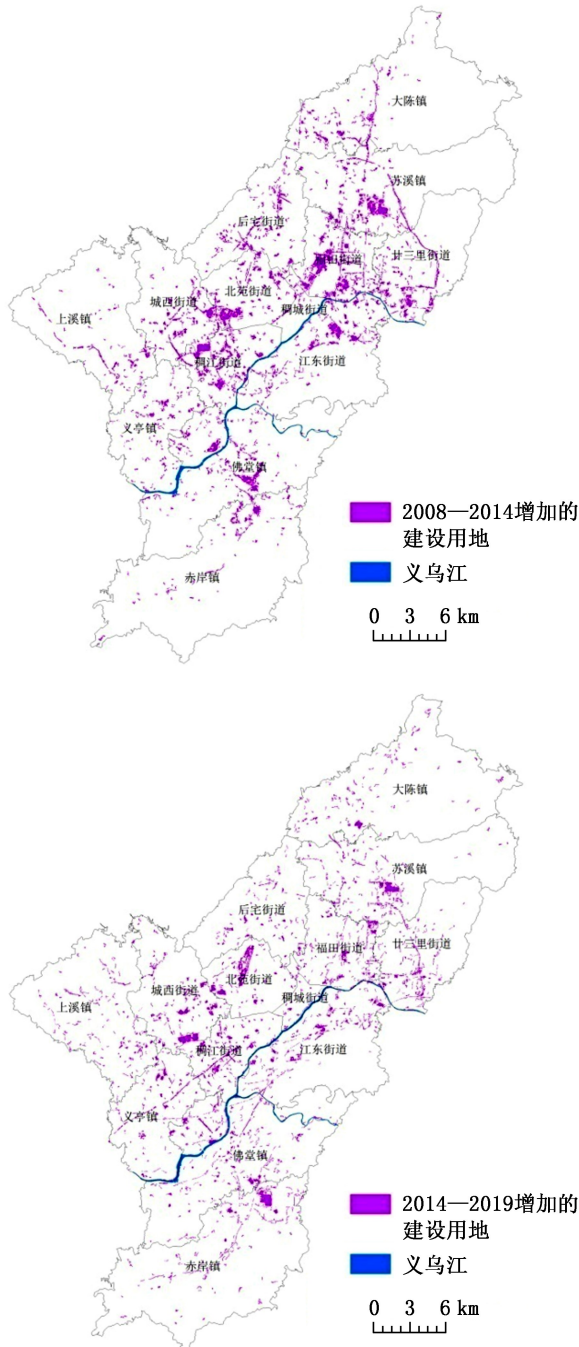 大陈镇
苏溪镇
后宅街道
福田街道
廿三里街道
北苑街道
城西街道
稠城街道
上溪镇
稠江街道
江东街道
义亭镇
佛堂镇
2008—2014增加的
建设用地
义乌江
赤岸镇
0 3 6 km
大陈镇
苏溪镇
后宅街道
福田街道
廿三里街道
北苑街道
城西街道
稠城街道
上溪镇
稠江街道
江东街道
义亭镇
佛堂镇
2014—2019增加的
建设用地
赤岸镇
义乌江
0 3 6 km